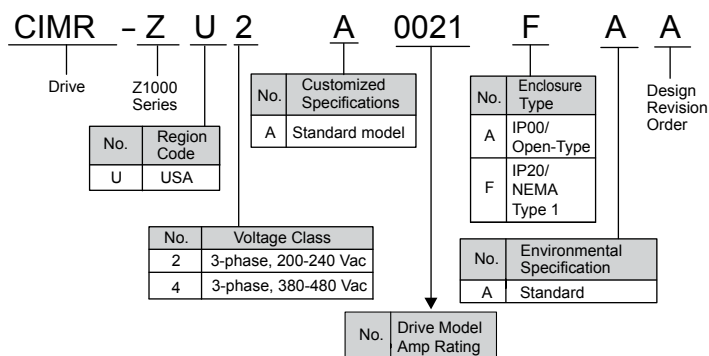 CIMR - Z U 2 A 0021 F A A
Drive
Z1000
Series
No. Region
Code
U USA
No. Customized
Specifications
A Standard model
No. Enclosure
Type
A IP00/
Open-Type
F IP20/
NEMA
Type 1
Design
Revision
Order
No. Voltage Class
2 3-phase, 200-240 Vac
4 3-phase, 380-480 Vac
No. Environmental
Specification
A Standard
No. Drive Model
Amp Rating